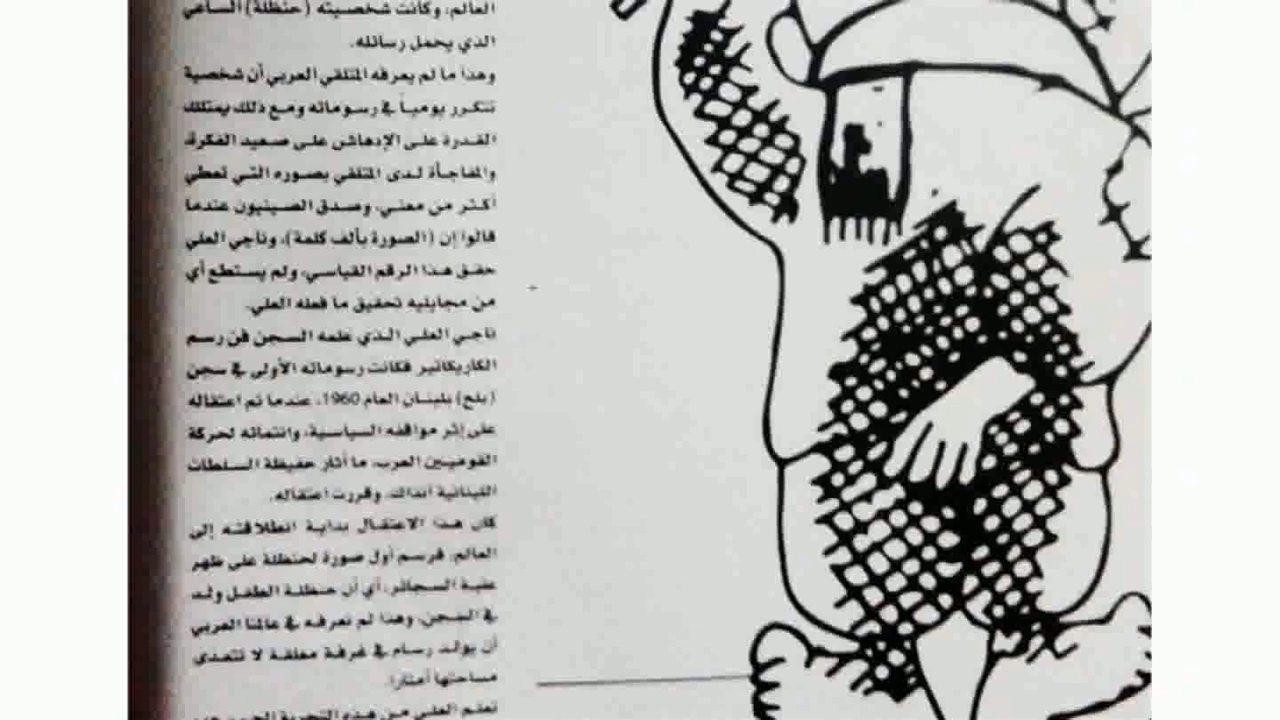 العالم، وكانت شخصيته (حنظلة) الساعي
الذي يحمل رسائله.
وهذا ما لم يعرفه المتلقي العربي أن شخصية
تتكرر يومياً في رسوماته ومع ذلك يمتلك
القدرة على الإدهاش على صعيد الفكرة،
والمفاجأة لدى المتلقي بصوره التي تعطي
أكثر من معنى، وصدق الصينيون عندما
قالوا إن (الصورة بألف كلمة)، وناجي العلي
حقق هذا الرقم القياسي، ولم يستطع أي
من مجايليه تحقيق ما فعله العلي.
ناجي العلي الذي علمه السجن فن رسم
الكاريكاتير فكانت رسوماته الأولى في سجن
بلبنان العام 1960، عندما تم اعتقاله
على إثر مواقفه السياسية، وانتمائه لحركة
القوميين العرب، ما أثار حفيظة السلطات
اللبنانية آنذاك، وقررت اعتقاله.
كان هذا الاعتقال بداية انطلاقته إلى
العالم، فرسم أول صورة لحنظلة على ظهر
علبة السجائر، أي أن حنظلة الطفل ولد
في السجن، وهذا لم نعرفه في عالمنا العربي
أن يولد رسام في غرفة مغلقة لا تتعدى
مساحتها أمتارا.
تعلم العلي من هذه التجربة